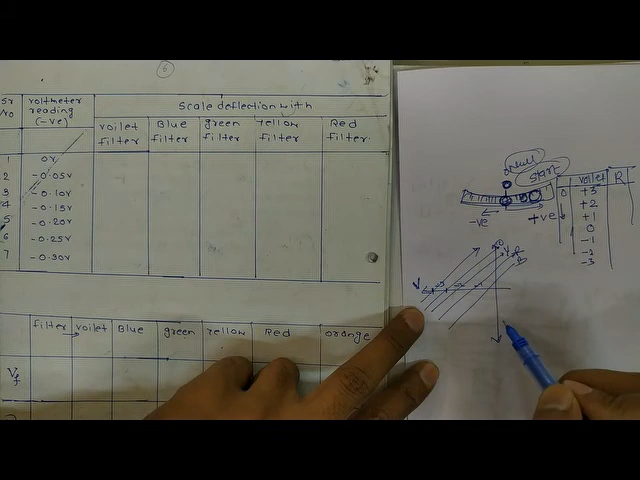 6
Sr No
voltmeter reading (-ve)
Scale deflection with
voilet filter
Blue filter
green filter
Yellow filter
Red filter
1 0v
2 -0.05v
3 -0.10v
4 -0.15v
5 -0.20v
6 -0.25v
7 -0.30v
filter → voilet Blue green Yellow Red orange
Vf
Null
Start
-ve +ve
voilet R
0 +3
+2
+1
0
-1
-2
-3
V